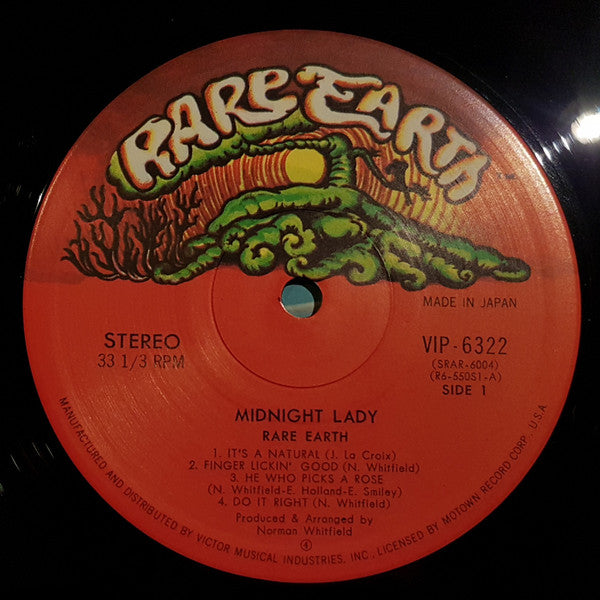 RARE EARTH
MADE IN JAPAN
STEREO
33 1/3 RPM
VIP-6322
(SRAR-6004)
(R6-550S1-A)
SIDE 1
MIDNIGHT LADY
RARE EARTH
1. IT'S A NATURAL (J. La Croix)
2. FINGER LICKIN' GOOD (N. Whitfield)
3. HE WHO PICKS A ROSE
(N. Whitfield-E. Holland-E. Smiley)
4. DO IT RIGHT (N. Whitfield)
Produced & Arranged by
Norman Whitfield
④
MANUFACTURED AND DISTRIBUTED BY VICTOR MUSICAL INDUSTRIES, INC., LICENSED BY MOTOWN RECORD CORP. U.S.A